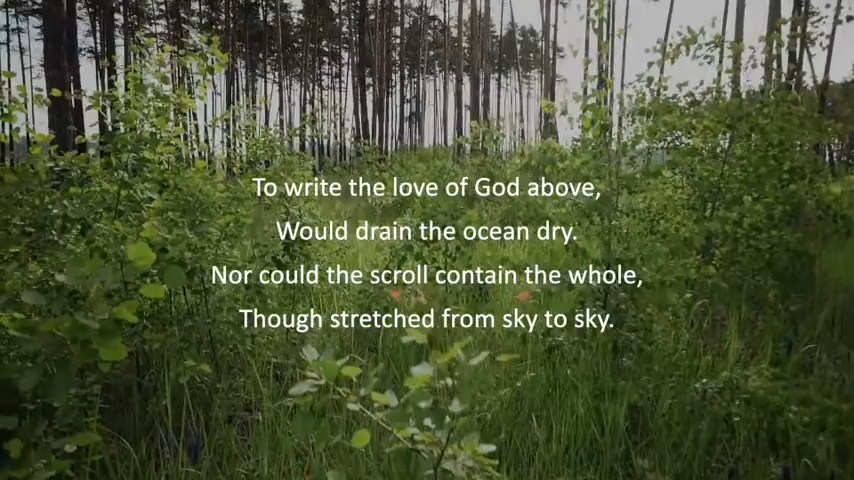 To write the love of God above,
Would drain the ocean dry.
Nor could the scroll contain the whole,
Though stretched from sky to sky.